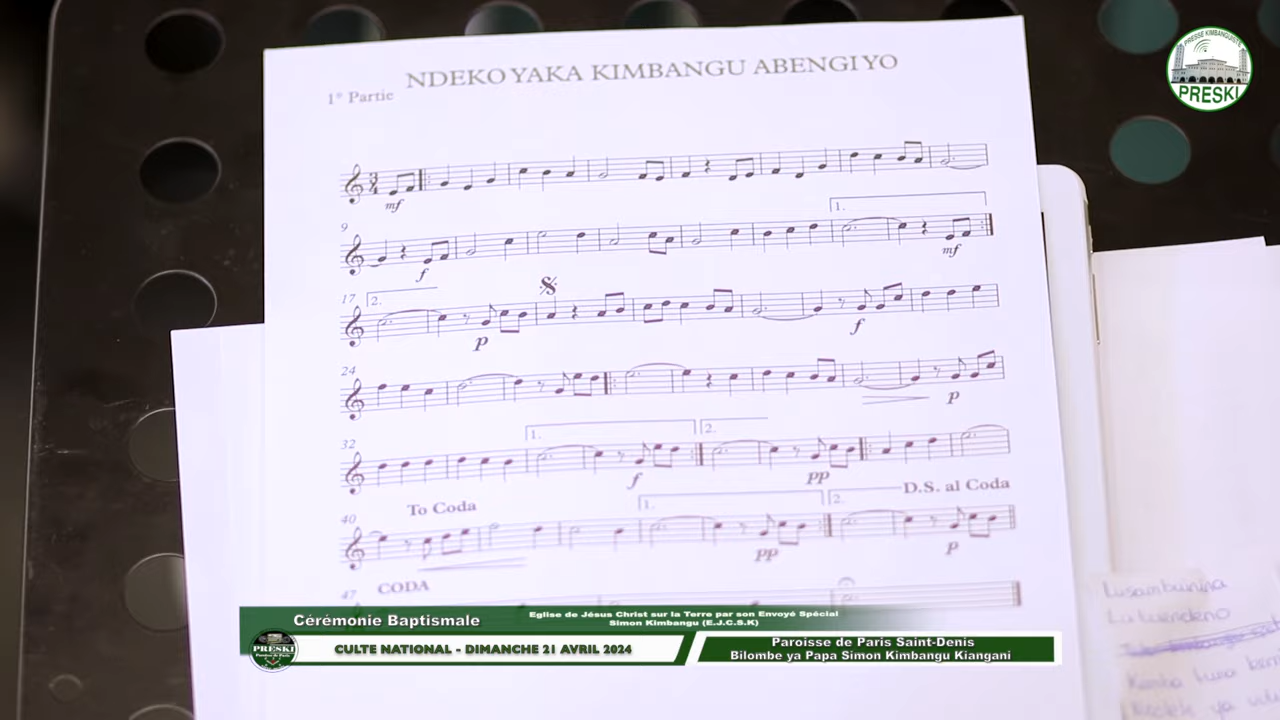 NDEKO YAKA KIMBANGU ABENGI YO
1° Partie
mf
9
f
1.
mf
17
2.
p
f
24
p
32
1.
2.
f
pp
To Coda
D.S. al Coda
40
1.
2.
pp
p
47
CODA
PRESSE KIMBANGUISTE
PRESKI
Cérémonie Baptismale
Eglise de Jésus Christ sur la Terre par son Envoyé Spécial
Simon Kimbangu (E.J.C.S.K)
PRESKI
CULTE NATIONAL - DIMANCHE 21 AVRIL 2024
Paroisse de Paris Saint-Denis
Bilombe ya Papa Simon Kimbangu Kiangani